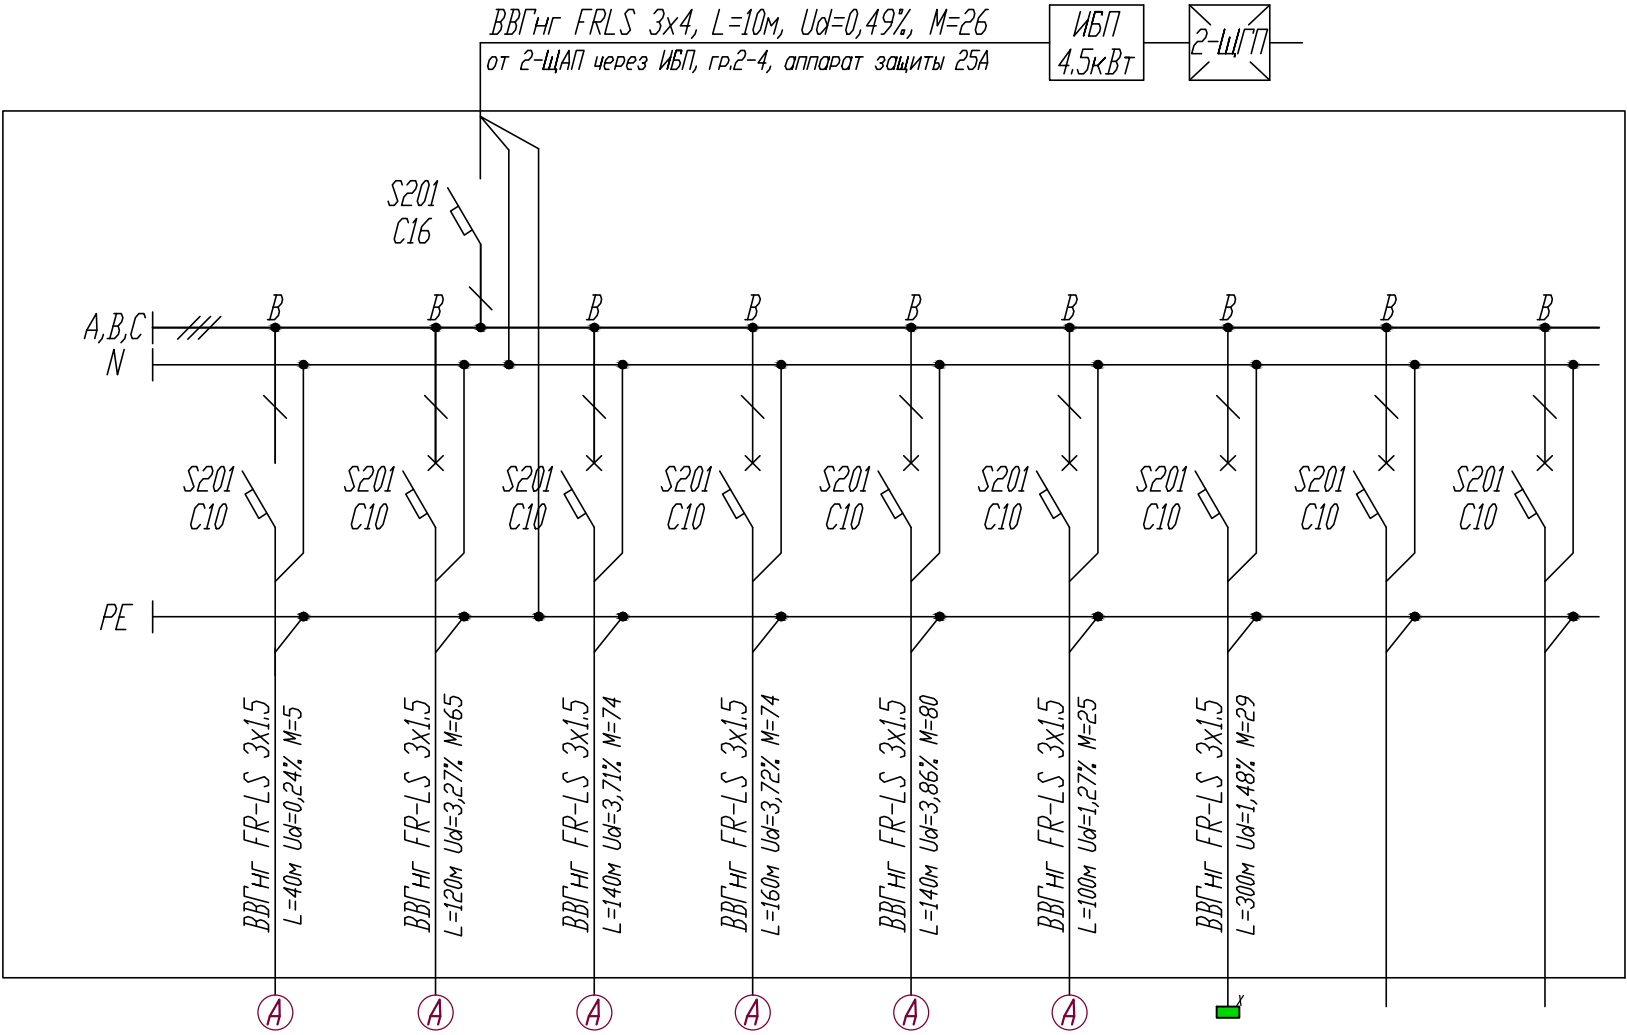 ВВГнг FRLS 3x4, L=10м, Ud=0,49%, M=26
от 2-ЩАП через ИБП, гр.2-4, аппарат защиты 25А
ИБП
4.5кВт
2-ЩГП
S201
C16
B B B B B B B B B
A,B,C
N
S201 S201 S201 S201 S201 S201 S201 S201 S201
C10 C10 C10 C10 C10 C10 C10 C10 C10
PE
ВВГнг FR-LS 3x1.5
L=40м Ud=0,24% M=5
ВВГнг FR-LS 3x1.5
L=120м Ud=3,27% M=65
ВВГнг FR-LS 3x1.5
L=140м Ud=3,71% M=74
ВВГнг FR-LS 3x1.5
L=160м Ud=3,72% M=74
ВВГнг FR-LS 3x1.5
L=140м Ud=3,86% M=80
ВВГнг FR-LS 3x1.5
L=100м Ud=1,27% M=25
ВВГнг FR-LS 3x1.5
L=300м Ud=1,48% M=29
A A A A A A
x